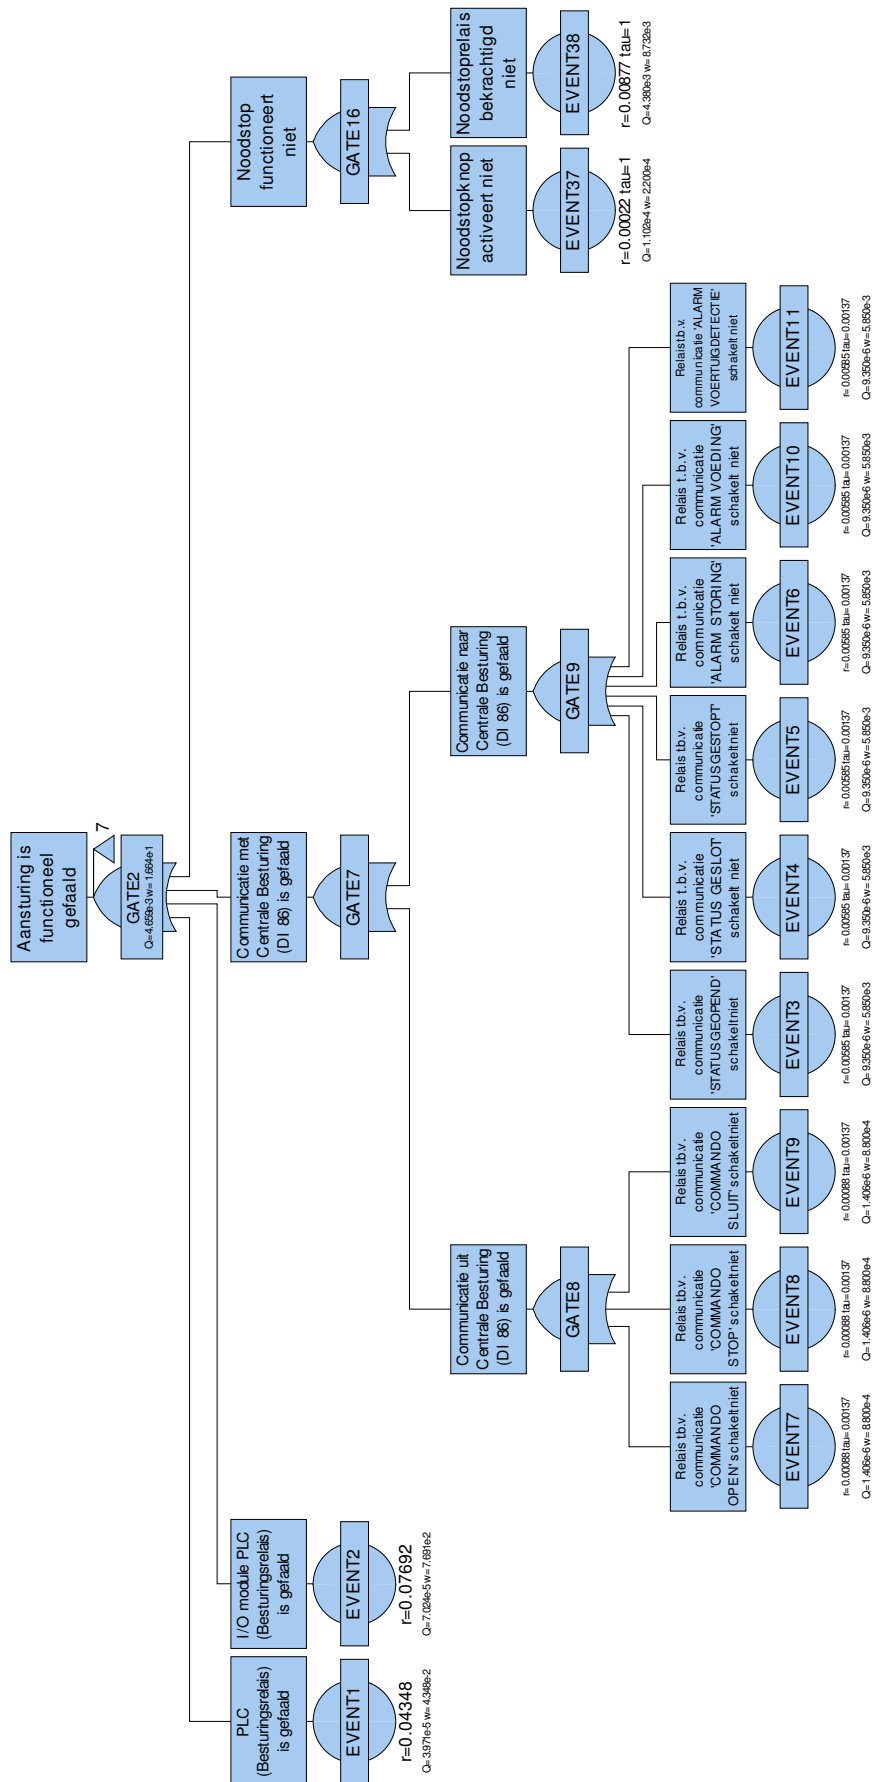 Aansturing is
functioneel
gefaald
GATE2
Q=4.659e-3 w= 1.664e-1
7
PLC
(Besturingsrelais)
is gefaald
EVENT1
r=0.04348
Q=3.971e-5 w=4.348e-2
I/O module PLC
(Besturingsrelais)
is gefaald
EVENT2
r=0.07692
Q=7.024e-5 w=7.691e-2
Communicatie met
Centrale Besturing
(DI 86) is gefaald
GATE7
Noodstop
functioneert
niet
GATE16
Communicatie uit
Centrale Besturing
(DI 86) is gefaald
GATE8
Communicatie naar
Centrale Besturing
(DI 86) is gefaald
GATE9
Noodstopknop
activeert niet
EVENT37
r=0.00022 tau=1
Q=1.102e-4 w=2.200e-4
Noodstoprelais
bekrachtigd
niet
EVENT38
r=0.00877 tau=1
Q=4.380e-3 w=8.732e-3
Relais t.b.v.
communicatie
'COMMANDO
OPEN' schakelt niet
EVENT7
r=0.00088 tau=0.00137
Q=1.406e-6 w=8.800e-4
Relais t.b.v.
communicatie
'COMMANDO
STOP' schakelt niet
EVENT8
r=0.00088 tau=0.00137
Q=1.406e-6 w=8.800e-4
Relais t.b.v.
communicatie
'COMMANDO
SLUIT' schakelt niet
EVENT9
r=0.00088 tau=0.00137
Q=1.406e-6 w=8.800e-4
Relais t.b.v.
communicatie
'STATUS GEOPEND'
schakelt niet
EVENT3
r=0.00585 tau=0.00137
Q=9.350e-6 w=5.850e-3
Relais t.b.v.
communicatie
'STATUS GESLOT'
schakelt niet
EVENT4
r=0.00585 tau=0.00137
Q=9.350e-6 w=5.850e-3
Relais t.b.v.
communicatie
'STATUS GESTOPT'
schakelt niet
EVENT5
r=0.00585 tau=0.00137
Q=9.350e-6 w=5.850e-3
Relais t.b.v.
communicatie
'ALARM STORING'
schakelt niet
EVENT6
r=0.00585 tau=0.00137
Q=9.350e-6 w=5.850e-3
Relais t.b.v.
communicatie
'ALARM VOEDING'
schakelt niet
EVENT10
r=0.00585 tau=0.00137
Q=9.350e-6 w=5.850e-3
Relais t.b.v.
communicatie 'ALARM
VOERTUIGDETECTIE'
schakelt niet
EVENT11
r=0.00585 tau=0.00137
Q=9.350e-6 w=5.850e-3